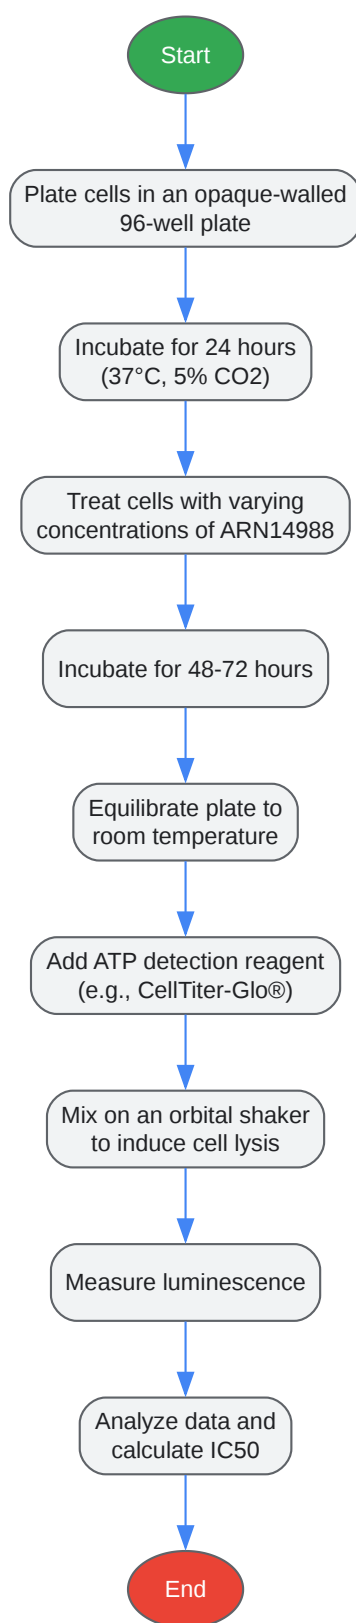 Start
Plate cells in an opaque-walled
96-well plate
Incubate for 24 hours
(37°C, 5% CO2)
Treat cells with varying
concentrations of ARN14988
Incubate for 48-72 hours
Equilibrate plate to
room temperature
Add ATP detection reagent
(e.g., CellTiter-Glo®)
Mix on an orbital shaker
to induce cell lysis
Measure luminescence
Analyze data and
calculate IC50
End